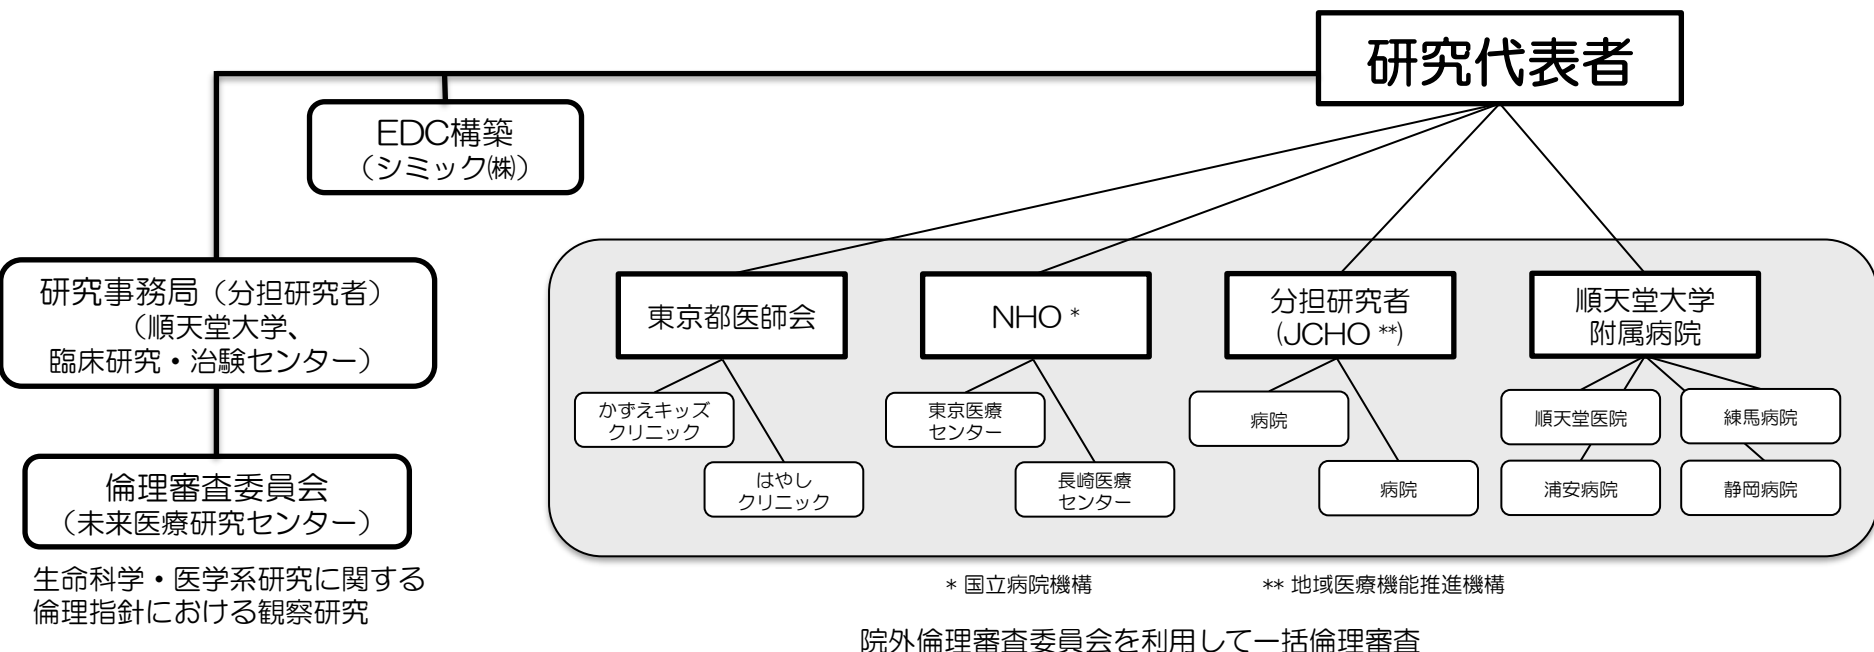 研究代表者
EDC構築
（シミック㈱）
研究事務局（分担研究者）
（順天堂大学、
臨床研究・治験センター）
倫理審査委員会
（未来医療研究センター）
生命科学・医学系研究に関する
倫理指針における観察研究
東京都医師会
かずえキッズ
クリニック
はやし
クリニック
NHO *
東京医療
センター
長崎医療
センター
分担研究者
(JCHO **)
病院
病院
順天堂大学
附属病院
順天堂医院
練馬病院
浦安病院
静岡病院
* 国立病院機構
** 地域医療機能推進機構
院外倫理審査委員会を利用して一括倫理審査